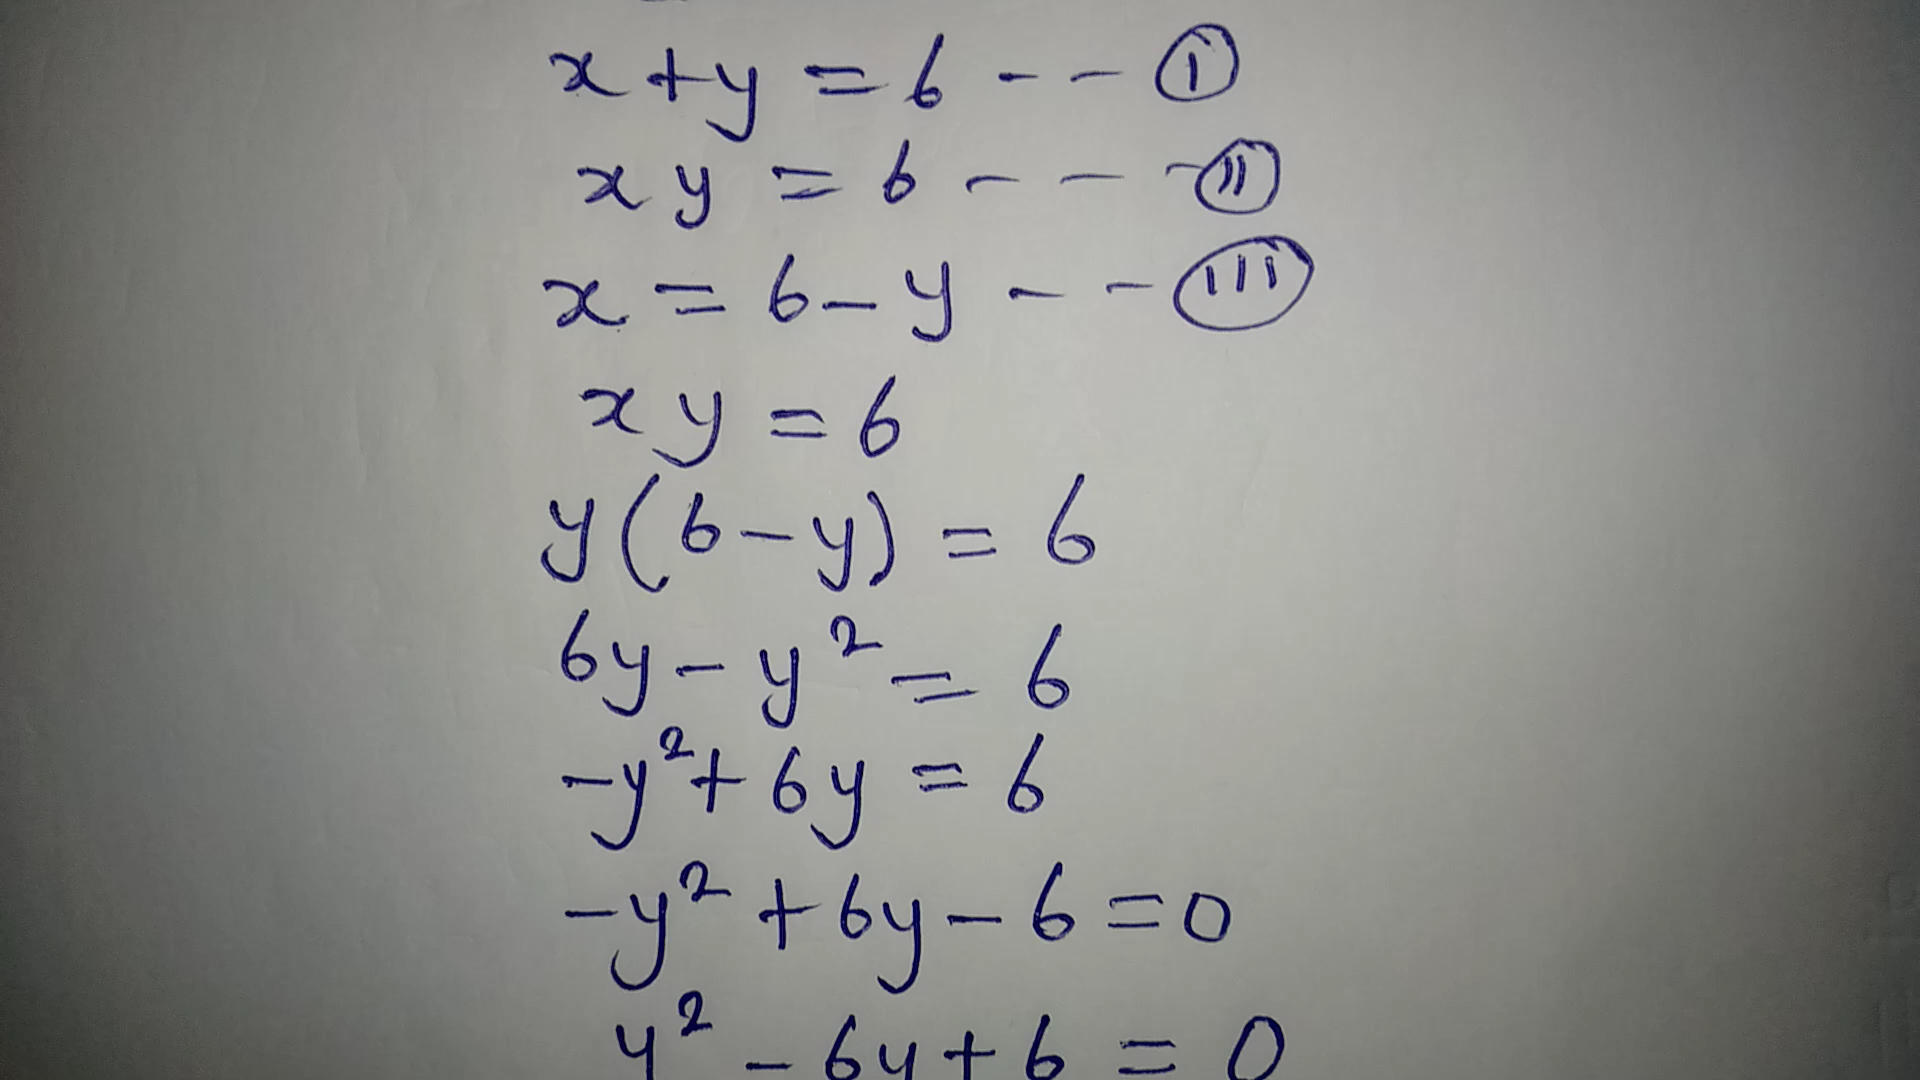 x + y = 6 - - (I)
xy = 6 - - - (II)
x = 6 - y - - (III)
xy = 6
y(6 - y) = 6
6y - y² = 6
-y² + 6y = 6
-y² + 6y - 6 = 0
y² - 6y + 6 = 0